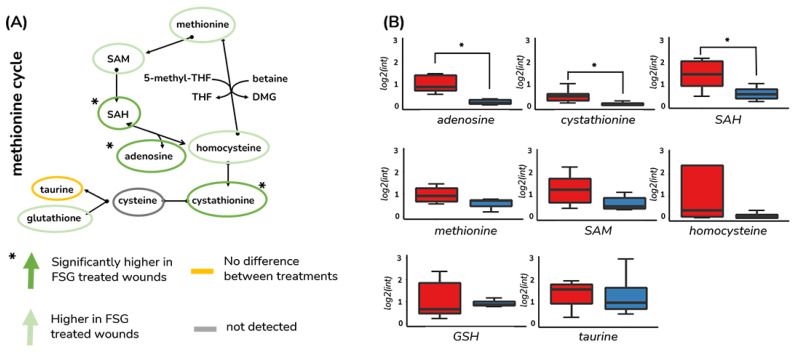 (A)
methionine cycle
methionine
SAM
5-methyl-THF
betaine
THF
DMG
*
SAH
*
adenosine
homocysteine
taurine
cysteine
*
cystathionine
glutathione
*
Significantly higher in
FSG treated wounds
No difference
between treatments
Higher in FSG
treated wounds
not detected
(B)
log2(int)
3
2
1
0
*
adenosine
log2(int)
3
2
1
0
*
cystathionine
log2(int)
3
2
1
0
*
SAH
log2(int)
3
2
1
0
methionine
log2(int)
3
2
1
0
SAM
log2(int)
3
2
1
0
homocysteine
log2(int)
3
2
1
0
GSH
log2(int)
3
2
1
0
taurine